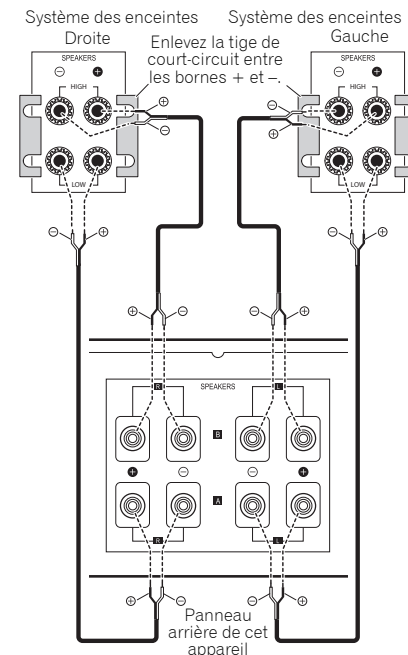 Système des enceintes
Droite
Système des enceintes
Gauche
Enlevez la tige de
court-circuit entre
les bornes + et –.
SPEAKERS
⊖ ⊕
HIGH
LOW
SPEAKERS
⊖ ⊕
HIGH
LOW
⊕
⊖
⊖
⊕
⊖ ⊕
⊖ ⊕
⊕ ⊖
⊖ ⊕
R SPEAKERS L
B
⊕ ⊖ ⊖ ⊕
A
R L
⊕ ⊖
⊖ ⊕
Panneau
arrière de cet
appareil